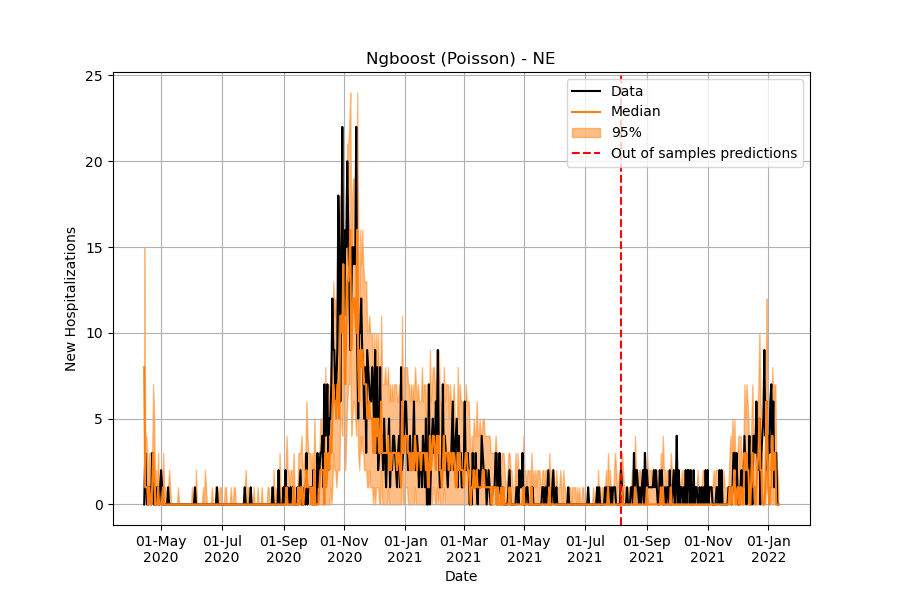 Ngboost (Poisson) - NE
Data
Median
95%
Out of samples predictions
New Hospitalizations
25
20
15
10
5
0
01-May 01-Jul 01-Sep 01-Nov 01-Jan 01-Mar 01-May 01-Jul 01-Sep 01-Nov 01-Jan
2020 2020 2020 2020 2021 2021 2021 2021 2021 2021 2022
Date